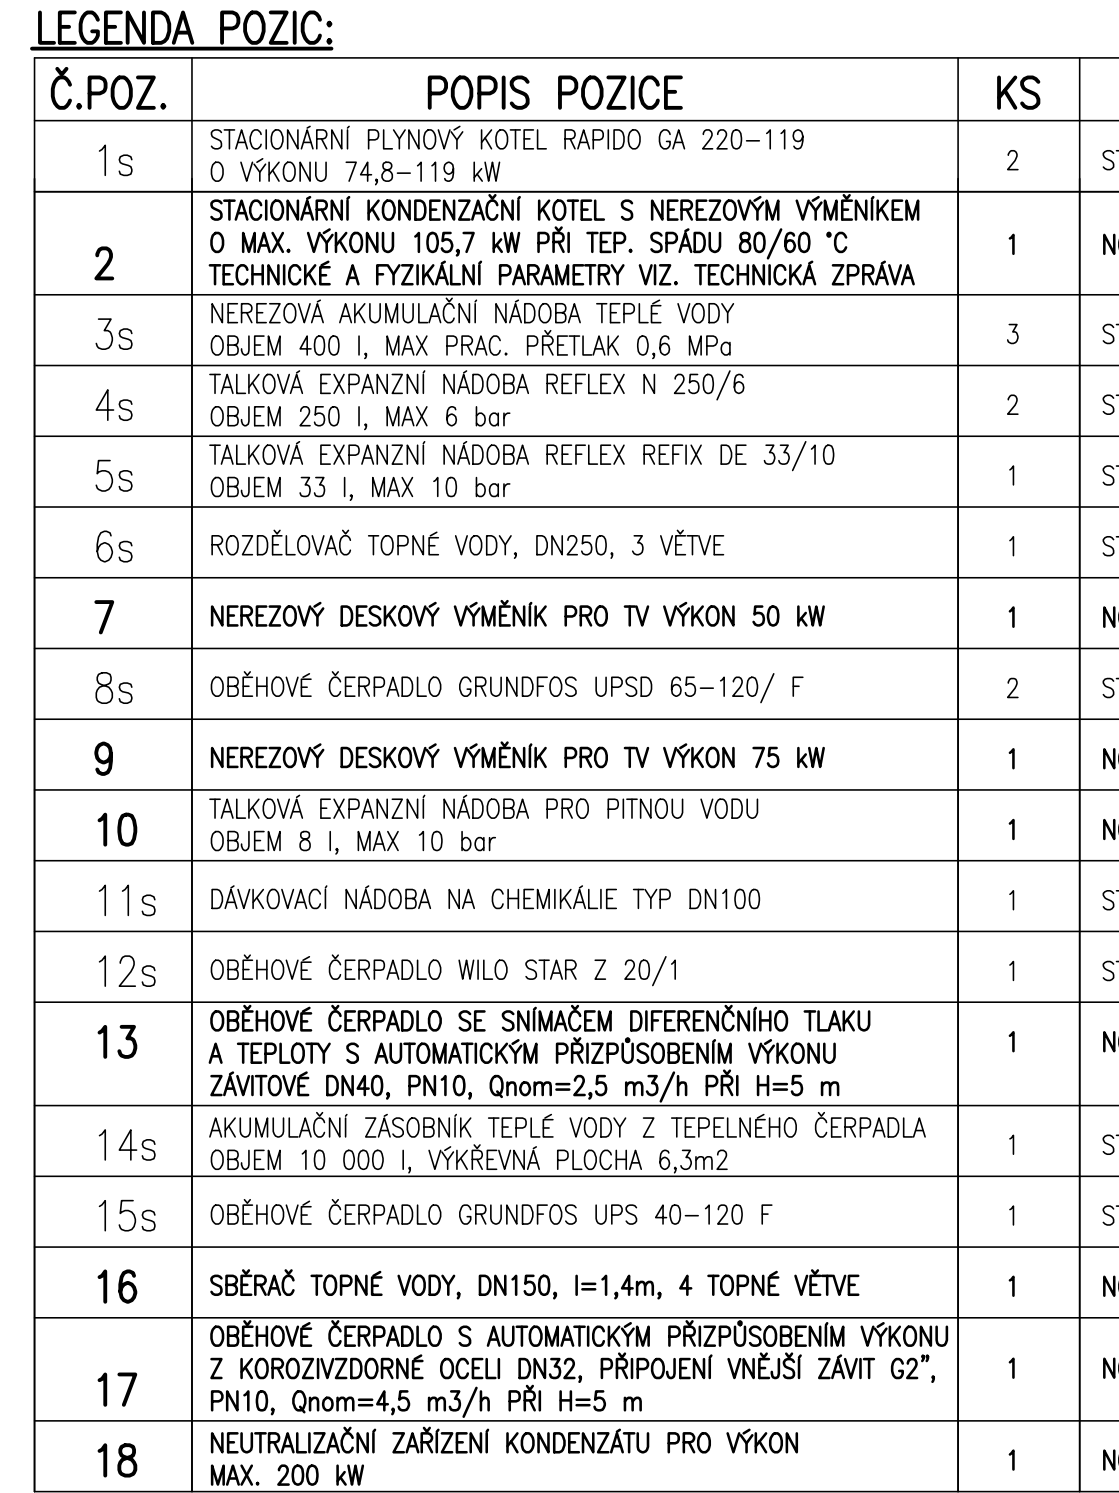 LEGENDA POZIC:
Č.POZ. POPIS POZICE KS
1s STACIONÁRNÍ PLYNOVÝ KOTEL RAPIDO GA 220-119 2
O VÝKONU 74,8-119 kW
STACIONÁRNÍ KONDENZAČNÍ KOTEL S NEREZOVÝM VÝMĚNÍKEM
2 O MAX. VÝKONU 105,7 kW PŘI TEP. SPÁDU 80/60 °C 1
TECHNICKÉ A FYZIKÁLNÍ PARAMETRY VIZ. TECHNICKÁ ZPRÁVA
3s NEREZOVÁ AKUMULAČNÍ NÁDOBA TEPLÉ VODY 3
OBJEM 400 l, MAX PRAC. PŘETLAK 0,6 MPa
4s TALKOVÁ EXPANZNÍ NÁDOBA REFLEX N 250/6 2
OBJEM 250 l, MAX 6 bar
5s TALKOVÁ EXPANZNÍ NÁDOBA REFLEX REFIX DE 33/10 1
OBJEM 33 l, MAX 10 bar
6s ROZDĚLOVAČ TOPNÉ VODY, DN250, 3 VĚTVE 1
7 NEREZOVÝ DESKOVÝ VÝMĚNÍK PRO TV VÝKON 50 kW 1
8s OBĚHOVÉ ČERPADLO GRUNDFOS UPSD 65-120/ F 2
9 NEREZOVÝ DESKOVÝ VÝMĚNÍK PRO TV VÝKON 75 kW 1
10 TALKOVÁ EXPANZNÍ NÁDOBA PRO PITNOU VODU 1
OBJEM 8 l, MAX 10 bar
11s DÁVKOVACÍ NÁDOBA NA CHEMIKÁLIE TYP DN100 1
12s OBĚHOVÉ ČERPADLO WILO STAR Z 20/1 1
OBĚHOVÉ ČERPADLO SE SNÍMAČEM DIFERENČNÍHO TLAKU
13 A TEPLOTY S AUTOMATICKÝM PŘIZPŮSOBENÍM VÝKONU 1
ZÁVITOVÉ DN40, PN10, Qnom=2,5 m3/h PŘI H=5 m
14s AKUMULAČNÍ ZÁSOBNÍK TEPLÉ VODY Z TEPELNÉHO ČERPADLA 1
OBJEM 10 000 l, VÝKŘEVNÁ PLOCHA 6,3m2
15s OBĚHOVÉ ČERPADLO GRUNDFOS UPS 40-120 F 1
16 SBĚRAČ TOPNÉ VODY, DN150, l=1,4m, 4 TOPNÉ VĚTVE 1
OBĚHOVÉ ČERPADLO S AUTOMATICKÝM PŘIZPŮSOBENÍM VÝKONU
17 Z KOROZIVZDORNÉ OCELI DN32, PŘIPOJENÍ VNĚJŠÍ ZÁVIT G2", 1
PN10, Qnom=4,5 m3/h PŘI H=5 m
18 NEUTRALIZAČNÍ ZAŘÍZENÍ KONDENZÁTU PRO VÝKON 1
MAX. 200 kW